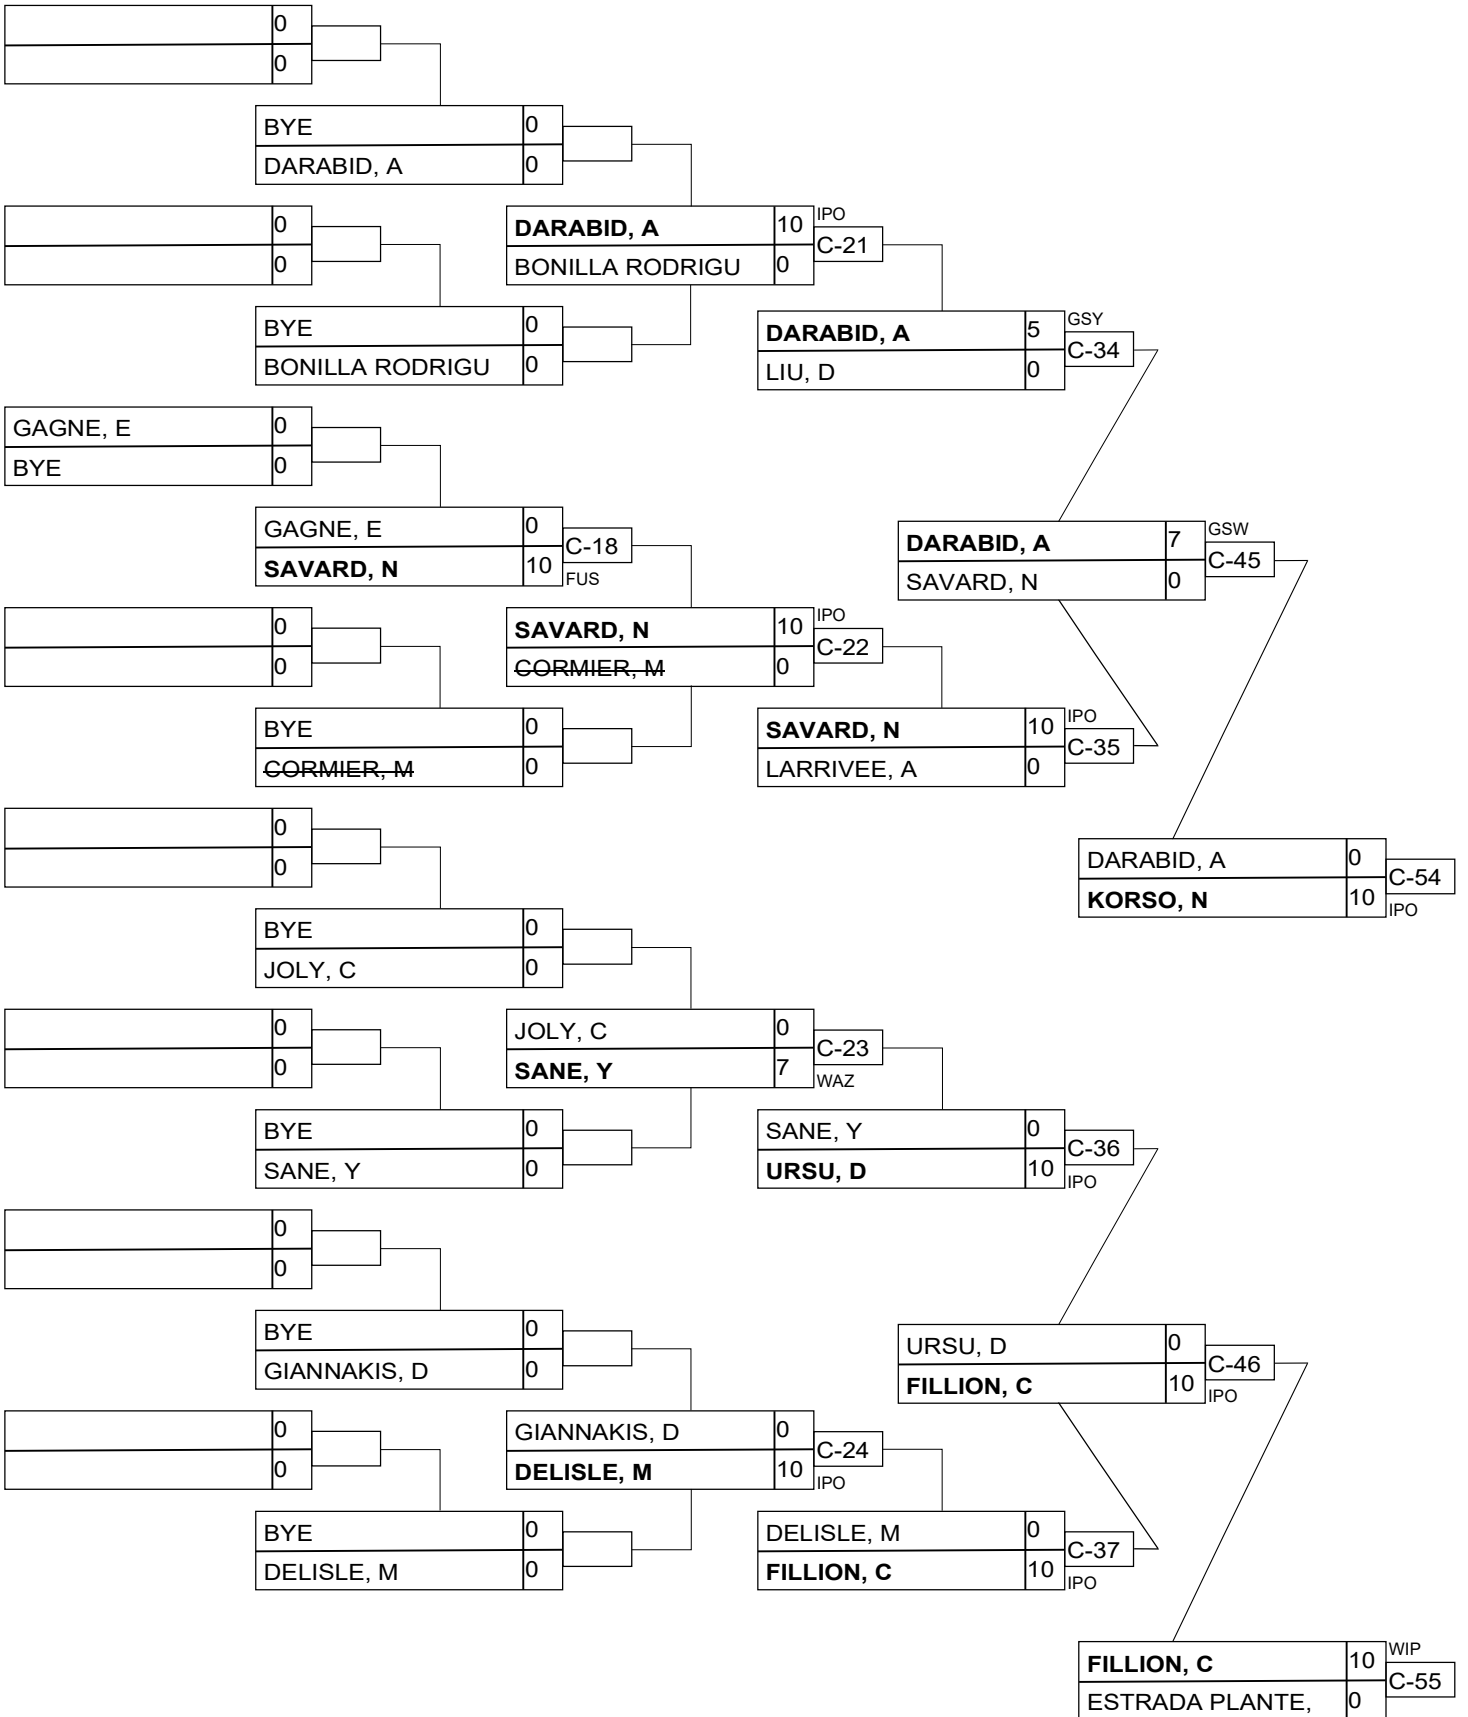 0
0
BYE 0
DARABID, A 0
0
0
DARABID, A 10 IPO
BONILLA RODRIGU 0 C-21
BYE 0
BONILLA RODRIGU 0
DARABID, A 5 GSY
LIU, D 0 C-34
GAGNE, E 0
BYE 0
GAGNE, E 0 C-18
SAVARD, N 10 FUS
DARABID, A 7 GSW
SAVARD, N 0 C-45
0
0
SAVARD, N 10 IPO
CORMIER, M 0 C-22
BYE 0
CORMIER, M 0
SAVARD, N 10 IPO
LARRIVEE, A 0 C-35
0
0
DARABID, A 0 C-54
KORSO, N 10 IPO
BYE 0
JOLY, C 0
0
0
JOLY, C 0 C-23
SANE, Y 7 WAZ
BYE 0
SANE, Y 0
SANE, Y 0 C-36
URSU, D 10 IPO
0
0
BYE 0
GIANNAKIS, D 0
URSU, D 0 C-46
FILLION, C 10 IPO
0
0
GIANNAKIS, D 0 C-24
DELISLE, M 10 IPO
BYE 0
DELISLE, M 0
DELISLE, M 0 C-37
FILLION, C 10 IPO
FILLION, C 10 WIP
ESTRADA PLANTE, 0 C-55